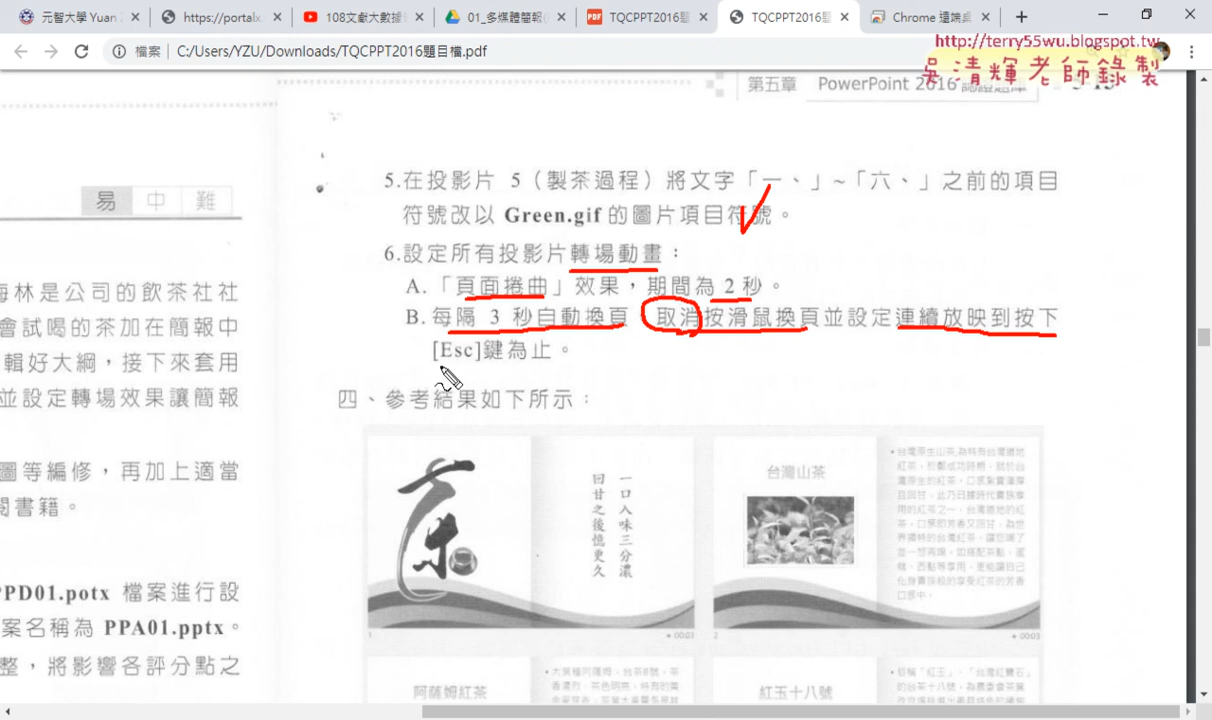 元智大學 Yuan
https://portalx.
108文獻大數據
01_多媒體簡報
TQCPPT2016題
TQCPPT2016題
Chrome 遠端桌
檔案 C:/Users/YZU/Downloads/TQCPPT2016題目檔.pdf
http://terry55wu.blogspot.tw
吳清輝老師錄製
第五章 PowerPoint 2016
5.在投影片 5（製茶過程）將文字「一、」~「六、」之前的項目
符號改以 Green.gif 的圖片項目符號。
6.設定所有投影片轉場動畫：
A.「頁面捲曲」效果，期間為 2 秒。
B.每隔 3 秒自動換頁 取消按滑鼠換頁並設定連續放映到按下
[Esc]鍵為止。
四、參考結果如下所示：
易 中 難
海林是公司的飲茶社社
會試喝的茶加在簡報中
輯好大綱，接下來套用
並設定轉場效果讓簡報
圖等編修，再加上適當
閱書籍。
PPD01.potx 檔案進行設
案名稱為 PPA01.pptx。
整，將影響各評分點之
茶
一口入味三分濃
回甘之後憶更久
1
00:03
台灣山茶
2
00:03
阿薩姆紅茶
紅玉十八號